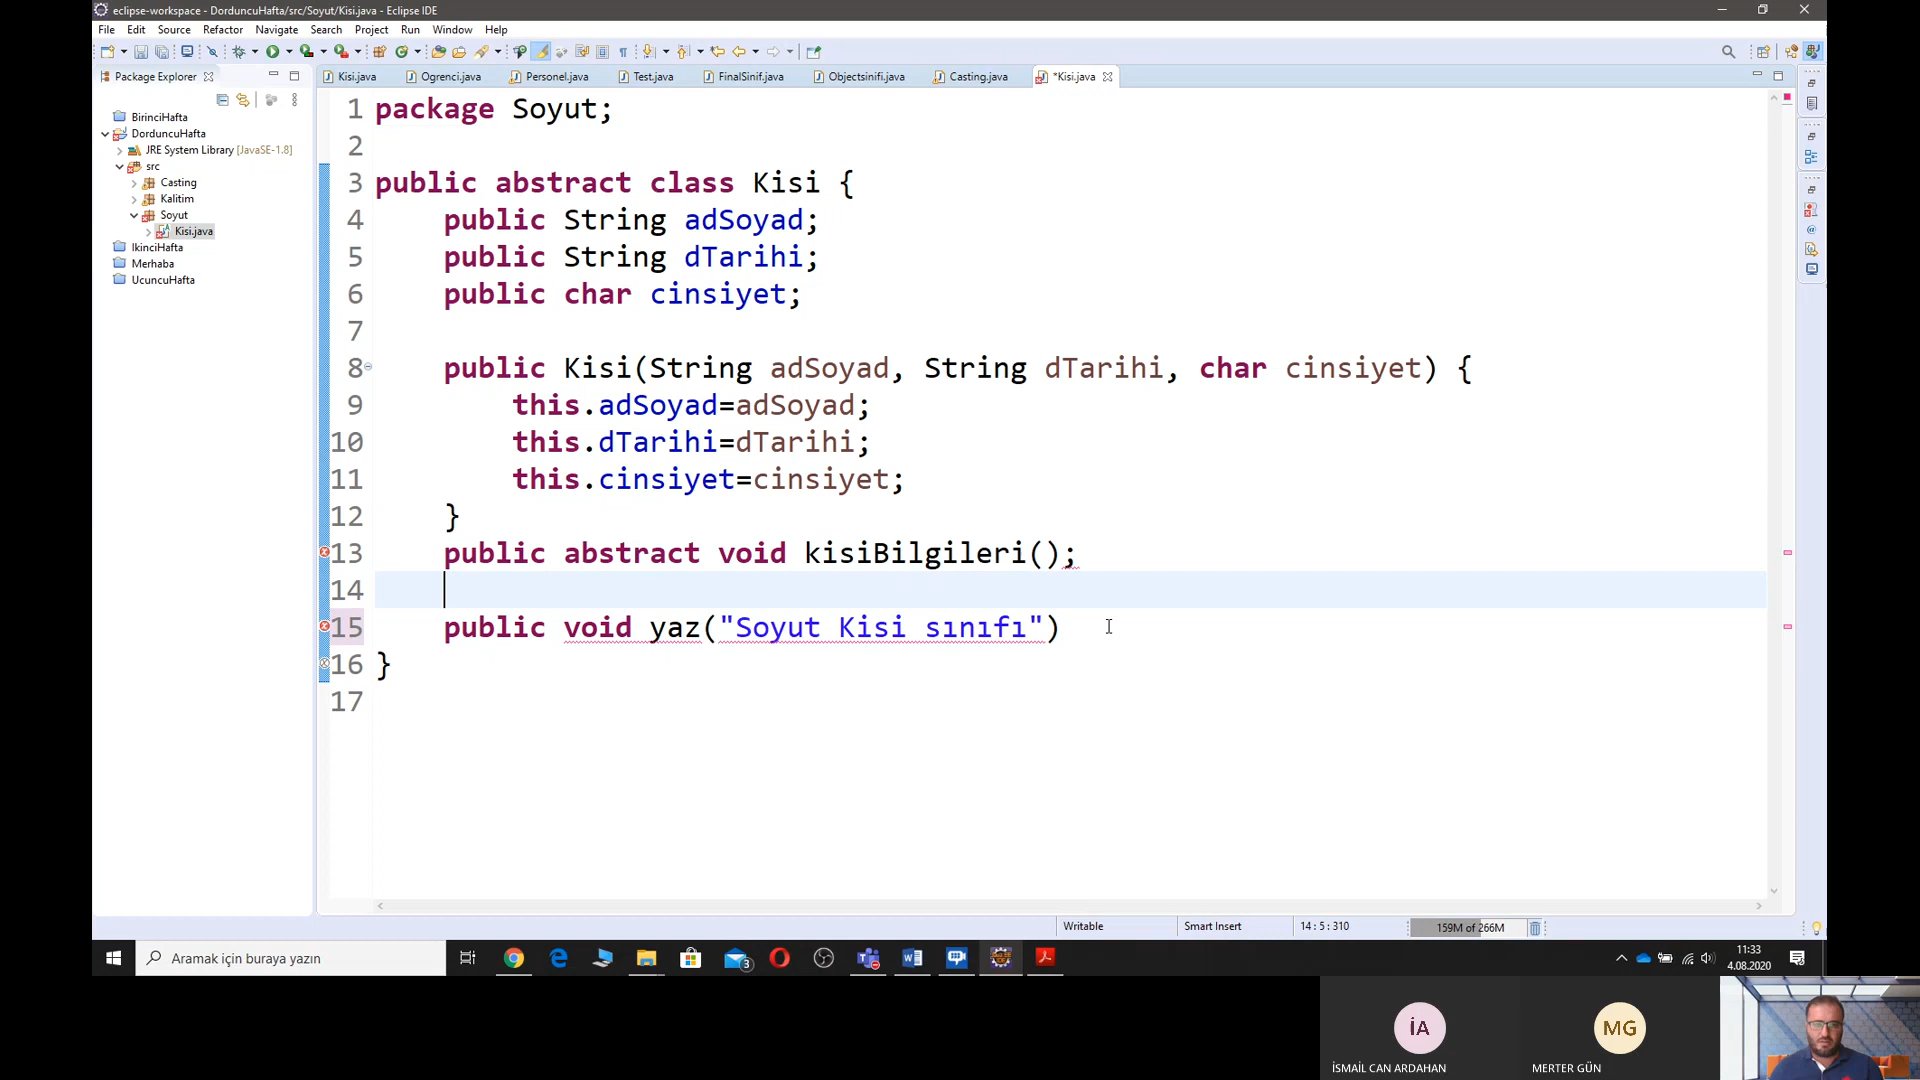 eclipse-workspace - DorduncuHafta/src/Soyut/Kisi.java - Eclipse IDE
File Edit Source Refactor Navigate Search Project Run Window Help
Package Explorer
Kisi.java Ogrenci.java Personel.java Test.java FinalSinif.java Objectsinifi.java Casting.java *Kisi.java
BirinciHafta
DorduncuHafta
JRE System Library [JavaSE-1.8]
src
Casting
Kalitim
Soyut
Kisi.java
IkinciHafta
Merhaba
UcuncuHafta
1 package Soyut;
2
3 public abstract class Kisi {
4 public String adSoyad;
5 public String dTarihi;
6 public char cinsiyet;
7
8 public Kisi(String adSoyad, String dTarihi, char cinsiyet) {
9 this.adSoyad=adSoyad;
10 this.dTarihi=dTarihi;
11 this.cinsiyet=cinsiyet;
12 }
13 public abstract void kisiBilgileri();
14
15 public void yaz("Soyut Kisi sınıfı")
16 }
17
Writable Smart Insert 14 : 5 : 310 159M of 266M
Aramak için buraya yazın
3
11:33
4.08.2020
İA
MG
İSMAİL CAN ARDAHAN
MERTER GÜN